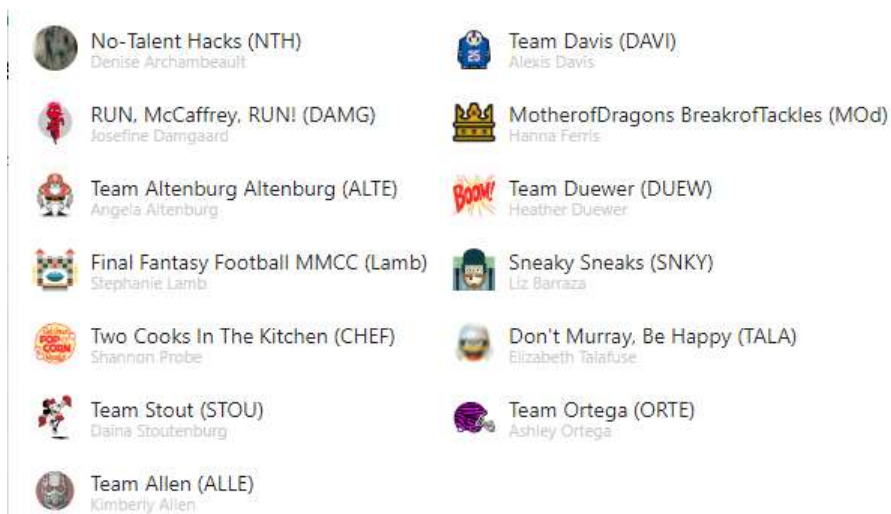 No-Talent Hacks (NTH)
Denise Archambeault
Team Davis (DAVI)
Alexis Davis
RUN, McCaffrey, RUN! (DAMG)
Josefine Damgaard
MotherofDragons BreakrofTackles (MOd)
Hanna Ferris
Team Altenburg Altenburg (ALTE)
Angela Altenburg
BOOM!
Team Duewer (DUEW)
Heather Duewer
Final Fantasy Football MMCC (Lamb)
Stephanie Lamb
Sneaky Sneaks (SNKY)
Liz Barraza
POP
CORN
Two Cooks In The Kitchen (CHEF)
Shannon Probe
Don't Murray, Be Happy (TALA)
Elizabeth Talafuse
Team Stout (STOU)
Daina Stoutenburg
Team Ortega (ORTE)
Ashley Ortega
Team Allen (ALLE)
Kimberly Allen